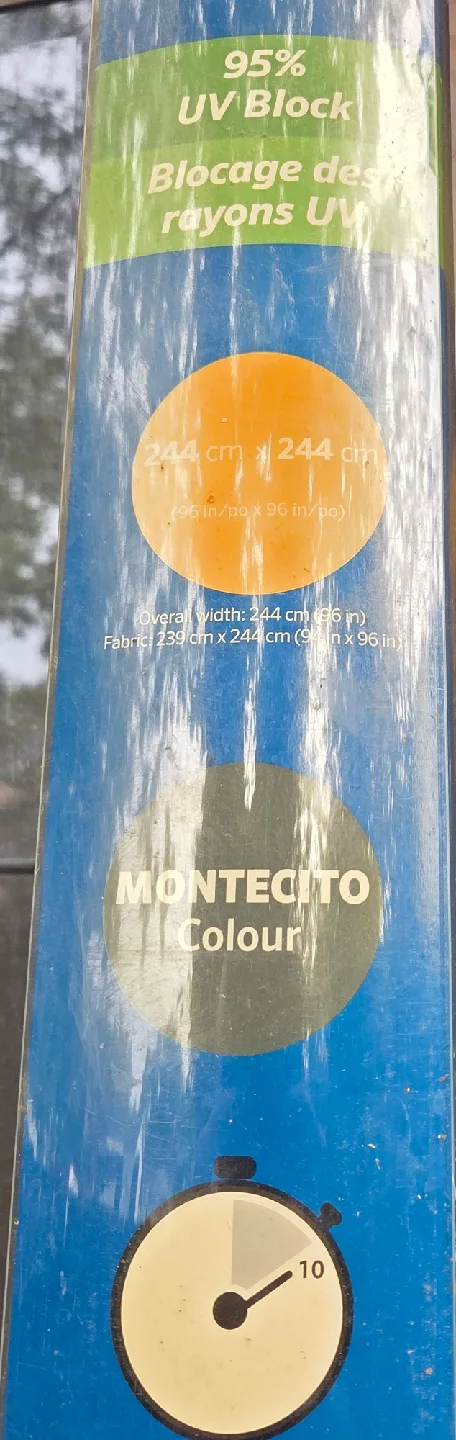 95%
UV Block
Blocage des
rayons UV
244 cm x 244 cm
(96 in/po x 96 in/po)
Overall width: 244 cm (96 in)
Fabric: 239 cm x 244 cm (94 in x 96 in)
MONTECITO
Colour
10